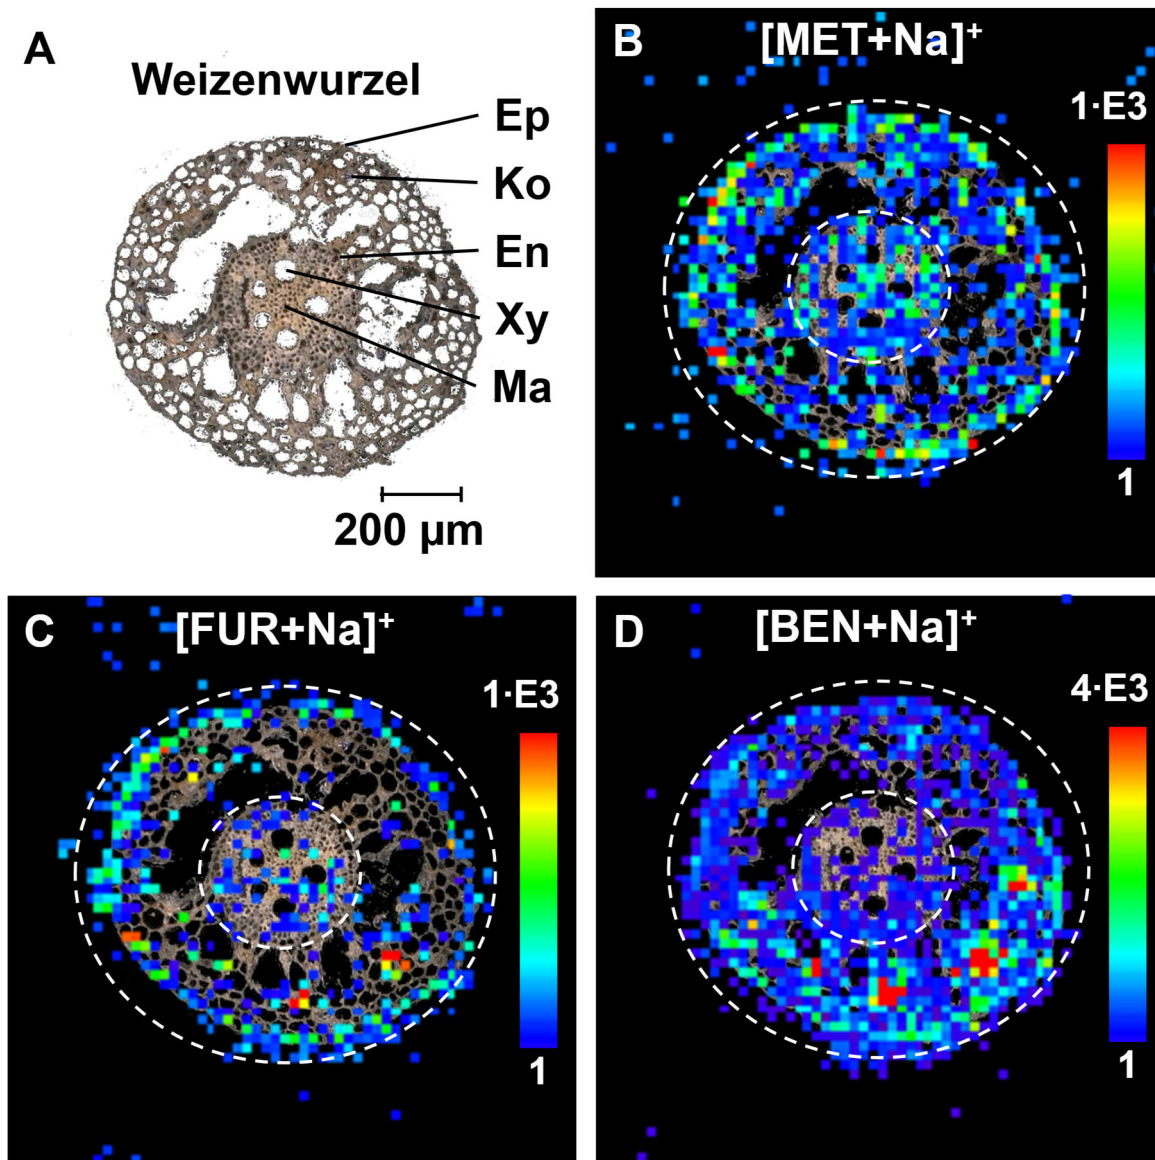 A
Weizenwurzel
Ep
Ko
En
Xy
Ma
200 µm
B
[MET+Na]⁺
1·E3
1
C
[FUR+Na]⁺
1·E3
1
D
[BEN+Na]⁺
4·E3
1